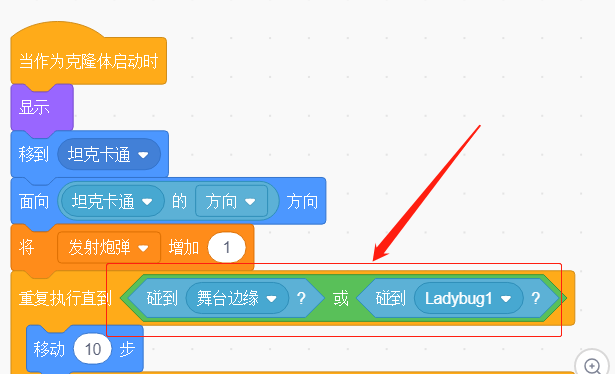 当作为克隆体启动时
显示
移到 坦克卡通
面向 坦克卡通 的 方向 方向
将 发射炮弹 增加 1
重复执行直到 碰到 舞台边缘 ? 或 碰到 Ladybug1 ?
移动 10 步